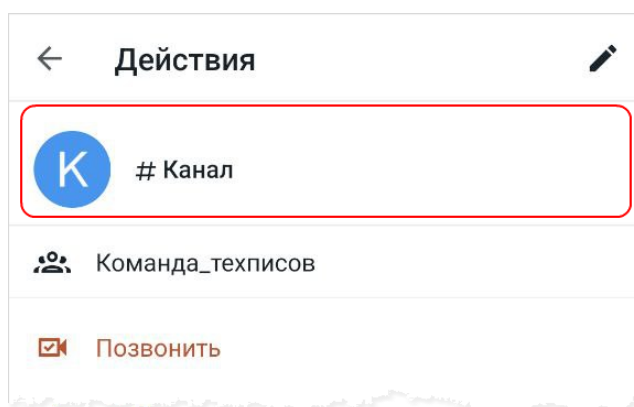 Действия
К
# Канал
Команда_техписов
Позвонить